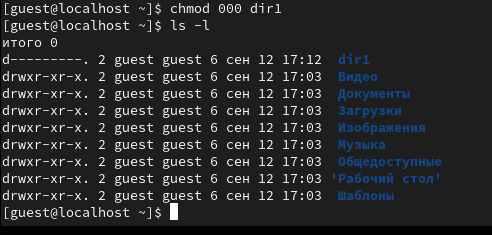 [guest@localhost ~]$ chmod 000 dir1
[guest@localhost ~]$ ls -l
итого 0
d---------. 2 guest guest 6 сен 12 17:12  dir1
drwxr-xr-x. 2 guest guest 6 сен 12 17:03  Видео
drwxr-xr-x. 2 guest guest 6 сен 12 17:03  Документы
drwxr-xr-x. 2 guest guest 6 сен 12 17:03  Загрузки
drwxr-xr-x. 2 guest guest 6 сен 12 17:03  Изображения
drwxr-xr-x. 2 guest guest 6 сен 12 17:03  Музыка
drwxr-xr-x. 2 guest guest 6 сен 12 17:03  Общедоступные
drwxr-xr-x. 2 guest guest 6 сен 12 17:03 'Рабочий стол'
drwxr-xr-x. 2 guest guest 6 сен 12 17:03  Шаблоны
[guest@localhost ~]$